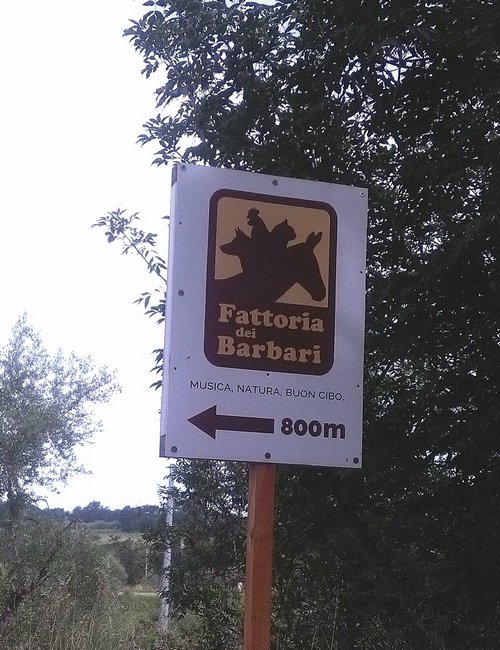 Fattoria
dei
Barbari
MUSICA, NATURA, BUON CIBO.
800m